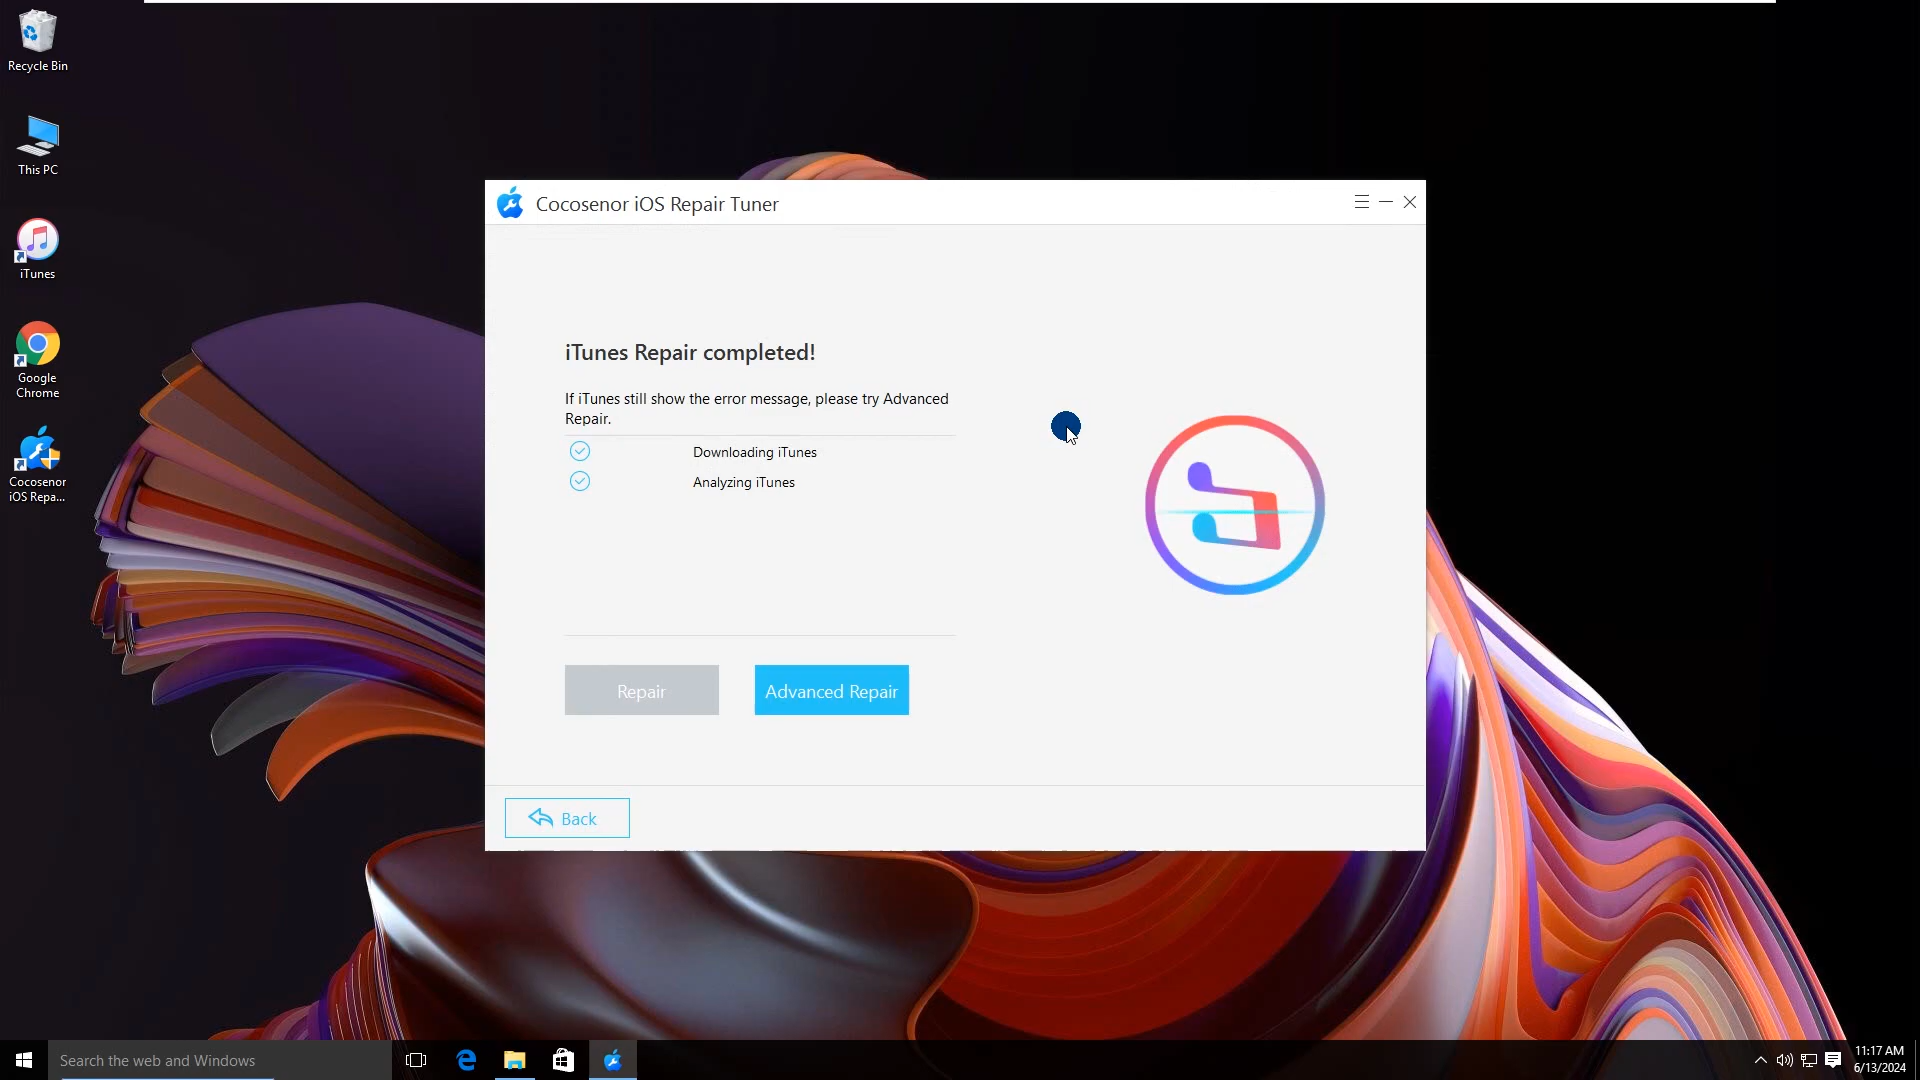 Recycle Bin
This PC
iTunes
Google
Chrome
Cocosenor
iOS Repa...
Cocosenor iOS Repair Tuner
iTunes Repair completed!
If iTunes still show the error message, please try Advanced
Repair.
Downloading iTunes
Analyzing iTunes
Repair
Advanced Repair
Back
Search the web and Windows
11:17 AM
6/13/2024